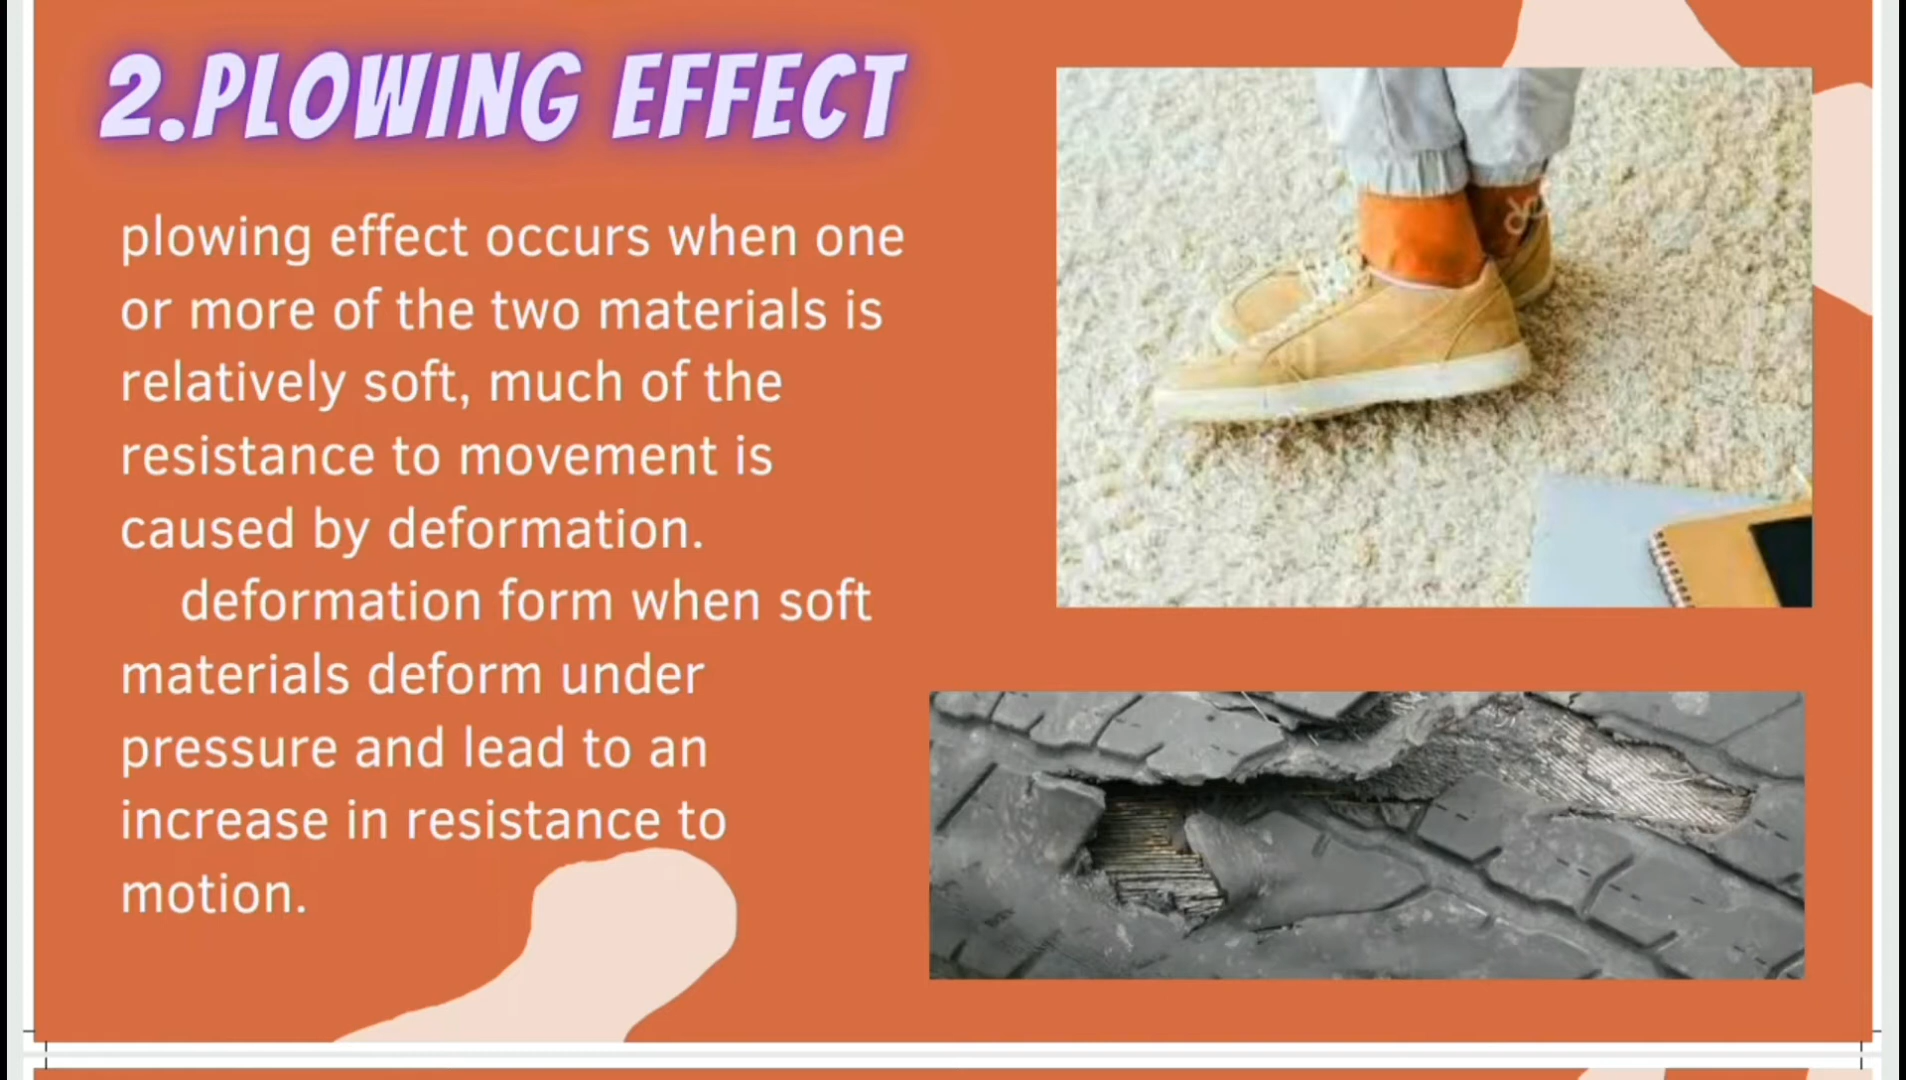 2.PLOWING EFFECT
plowing effect occurs when one
or more of the two materials is
relatively soft, much of the
resistance to movement is
caused by deformation.
deformation form when soft
materials deform under
pressure and lead to an
increase in resistance to
motion.